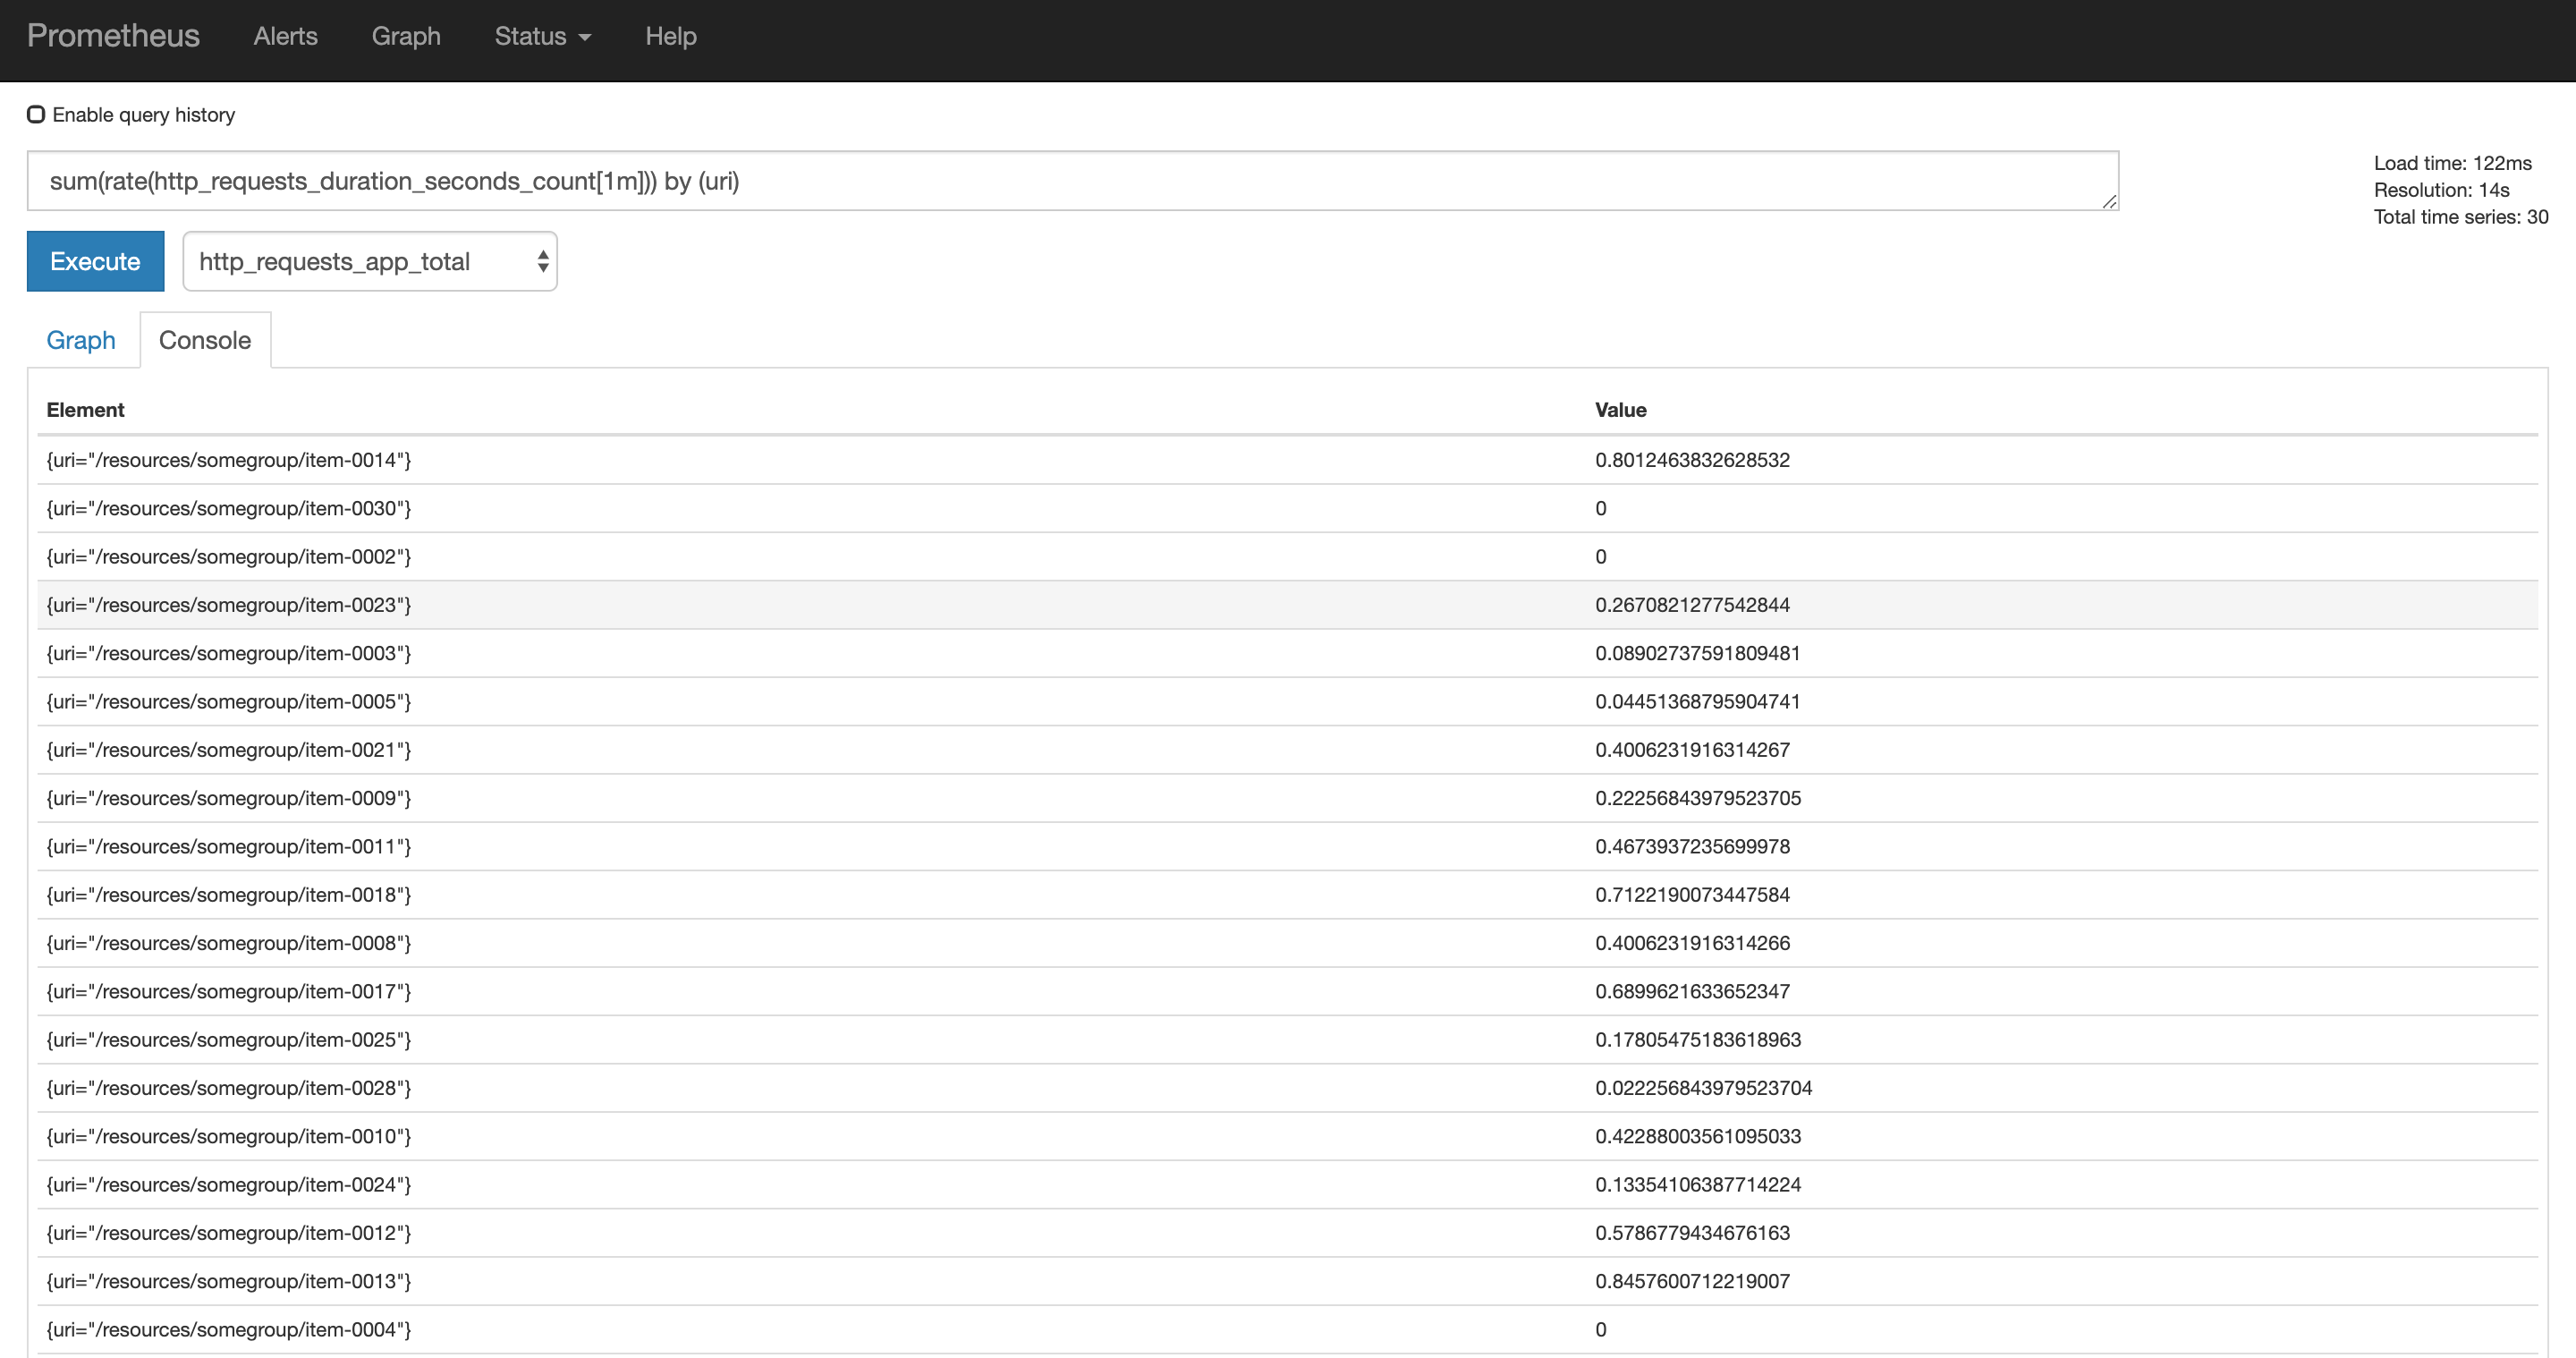 Prometheus Alerts Graph Status Help
Enable query history
sum(rate(http_requests_duration_seconds_count[1m])) by (uri)
Load time: 122ms
Resolution: 14s
Total time series: 30
Execute http_requests_app_total
Graph Console
Element Value
{uri="/resources/somegroup/item-0014"} 0.8012463832628532
{uri="/resources/somegroup/item-0030"} 0
{uri="/resources/somegroup/item-0002"} 0
{uri="/resources/somegroup/item-0023"} 0.2670821277542844
{uri="/resources/somegroup/item-0003"} 0.08902737591809481
{uri="/resources/somegroup/item-0005"} 0.04451368795904741
{uri="/resources/somegroup/item-0021"} 0.4006231916314267
{uri="/resources/somegroup/item-0009"} 0.22256843979523705
{uri="/resources/somegroup/item-0011"} 0.4673937235699978
{uri="/resources/somegroup/item-0018"} 0.7122190073447584
{uri="/resources/somegroup/item-0008"} 0.4006231916314266
{uri="/resources/somegroup/item-0017"} 0.6899621633652347
{uri="/resources/somegroup/item-0025"} 0.17805475183618963
{uri="/resources/somegroup/item-0028"} 0.022256843979523704
{uri="/resources/somegroup/item-0010"} 0.42288003561095033
{uri="/resources/somegroup/item-0024"} 0.13354106387714224
{uri="/resources/somegroup/item-0012"} 0.5786779434676163
{uri="/resources/somegroup/item-0013"} 0.8457600712219007
{uri="/resources/somegroup/item-0004"} 0